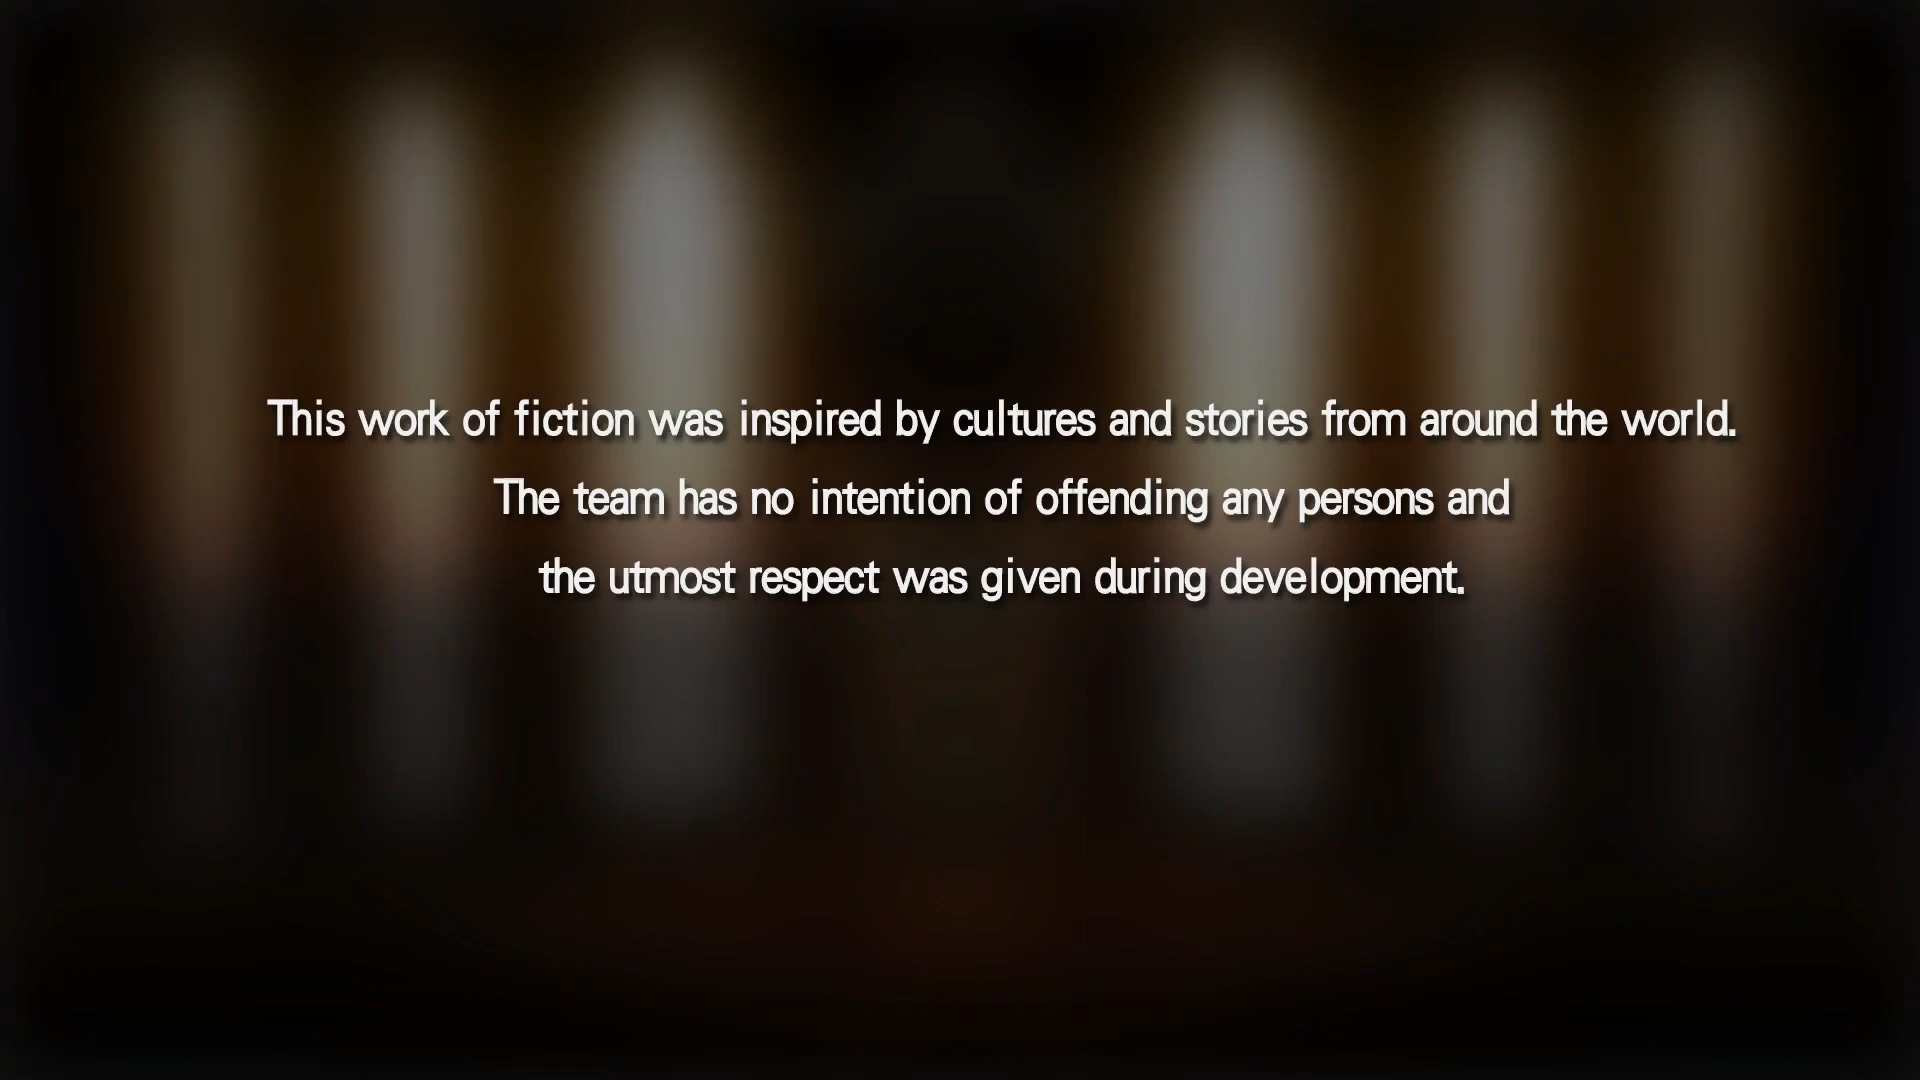 This work of fiction was inspired by cultures and stories from around the world.
The team has no intention of offending any persons and
the utmost respect was given during development.